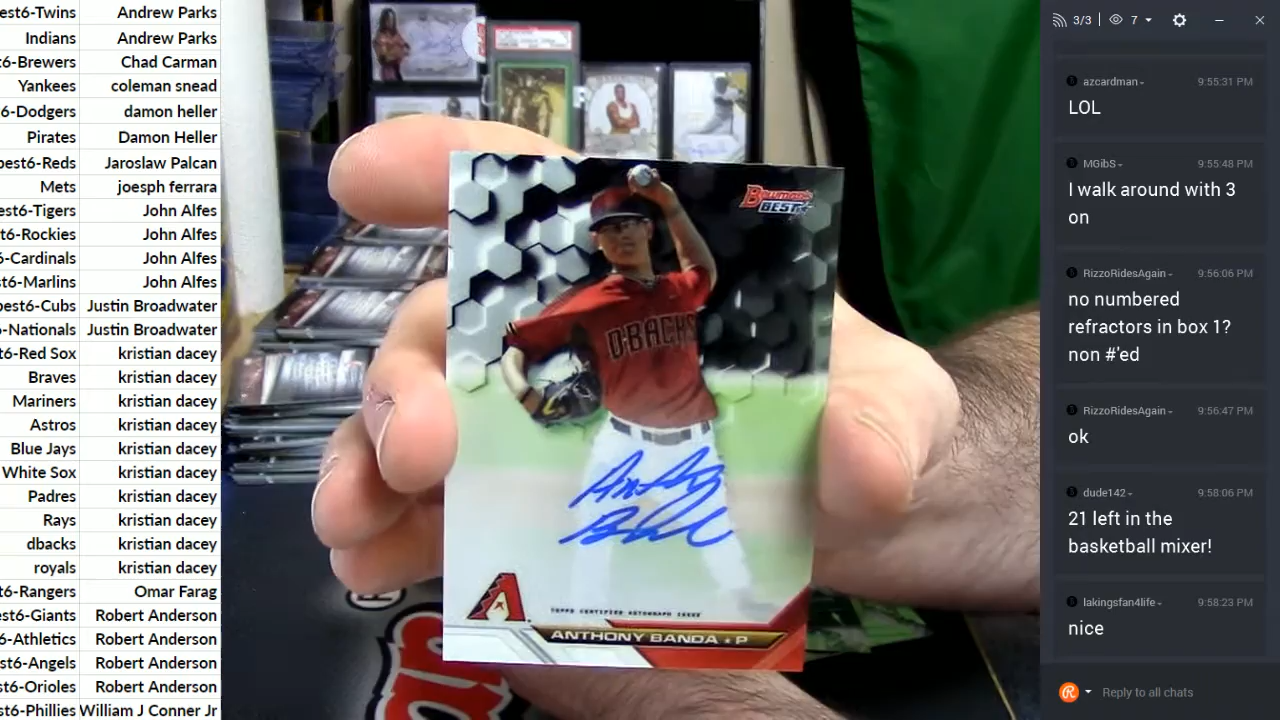 est6-Twins Andrew Parks
Indians Andrew Parks
6-Brewers Chad Carman
Yankees coleman snead
6-Dodgers damon heller
Pirates Damon Heller
best6-Reds Jaroslaw Palcan
Mets joesph ferrara
est6-Tigers John Alfes
st6-Rockies John Alfes
6-Cardinals John Alfes
st6-Marlins John Alfes
pest6-Cubs Justin Broadwater
6-Nationals Justin Broadwater
t6-Red Sox kristian dacey
Braves kristian dacey
Mariners kristian dacey
Astros kristian dacey
Blue Jays kristian dacey
White Sox kristian dacey
Padres kristian dacey
Rays kristian dacey
dbacks kristian dacey
royals kristian dacey
st6-Rangers Omar Farag
est6-Giants Robert Anderson
6-Athletics Robert Anderson
est6-Angels Robert Anderson
st6-Orioles Robert Anderson
st6-Phillies William J Conner Jr
BOWMAN'S
BEST
D-BACKS
Anthony
Banda
A
TOPPS CERTIFIED AUTOGRAPH ISSUE
ANTHONY BANDA ★ P
3/3 7
azcardman 9:55:31 PM
LOL
MGibS 9:55:48 PM
I walk around with 3
on
RizzoRidesAgain 9:56:06 PM
no numbered
refractors in box 1?
non #'ed
RizzoRidesAgain 9:56:47 PM
ok
dude142 9:58:06 PM
21 left in the
basketball mixer!
lakingsfan4life 9:58:23 PM
nice
Reply to all chats